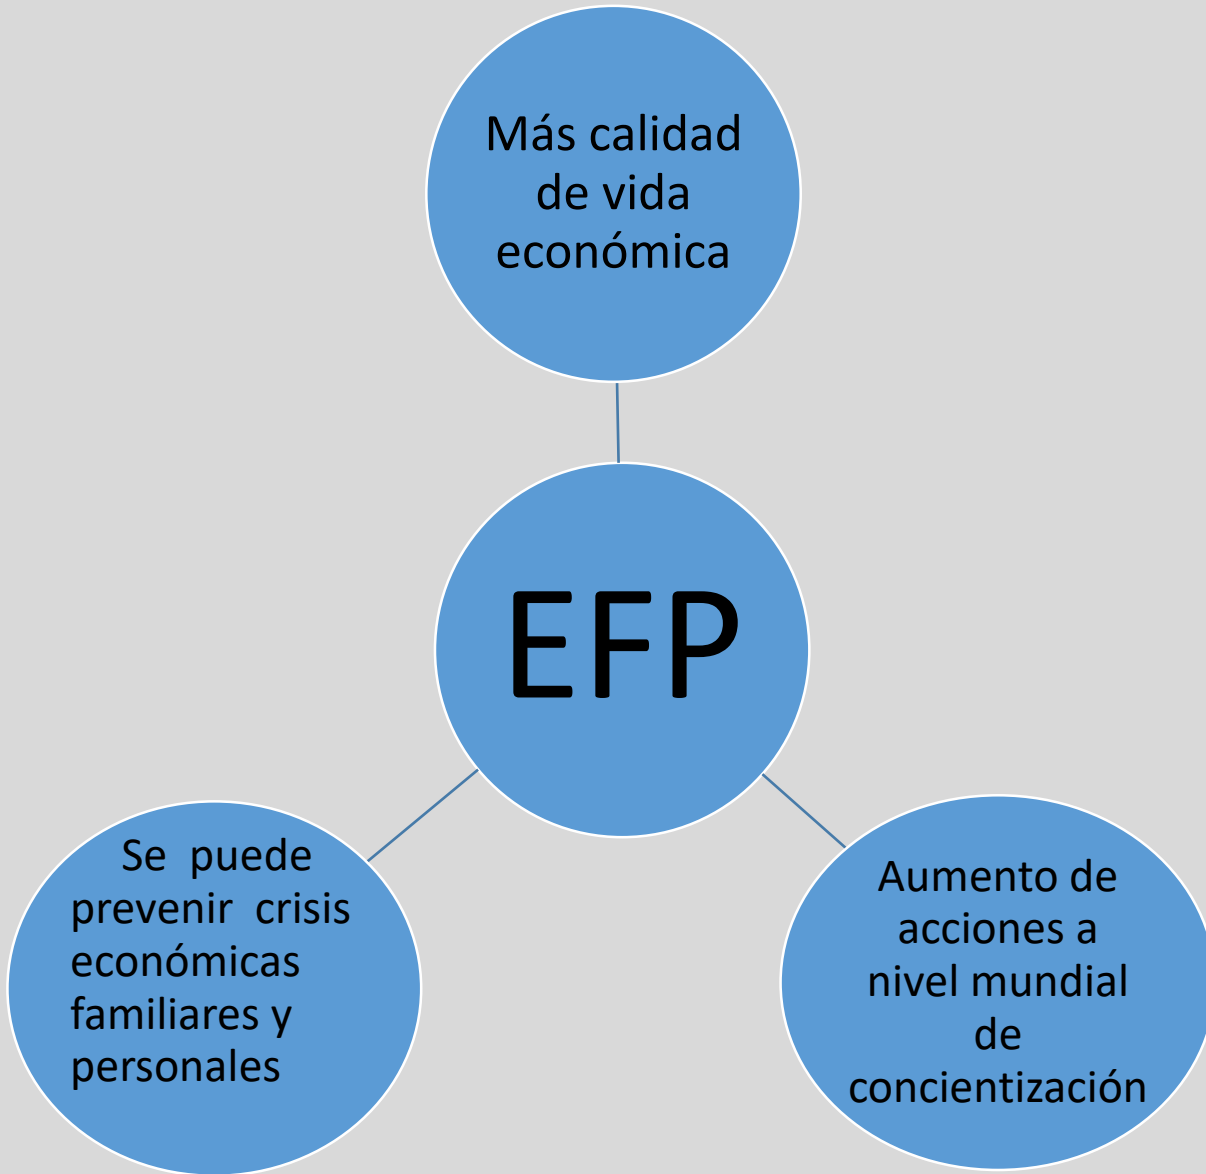 Más calidad
de vida
económica
EFP
Se puede
prevenir crisis
económicas
familiares y
personales
Aumento de
acciones a
nivel mundial
de
concientización